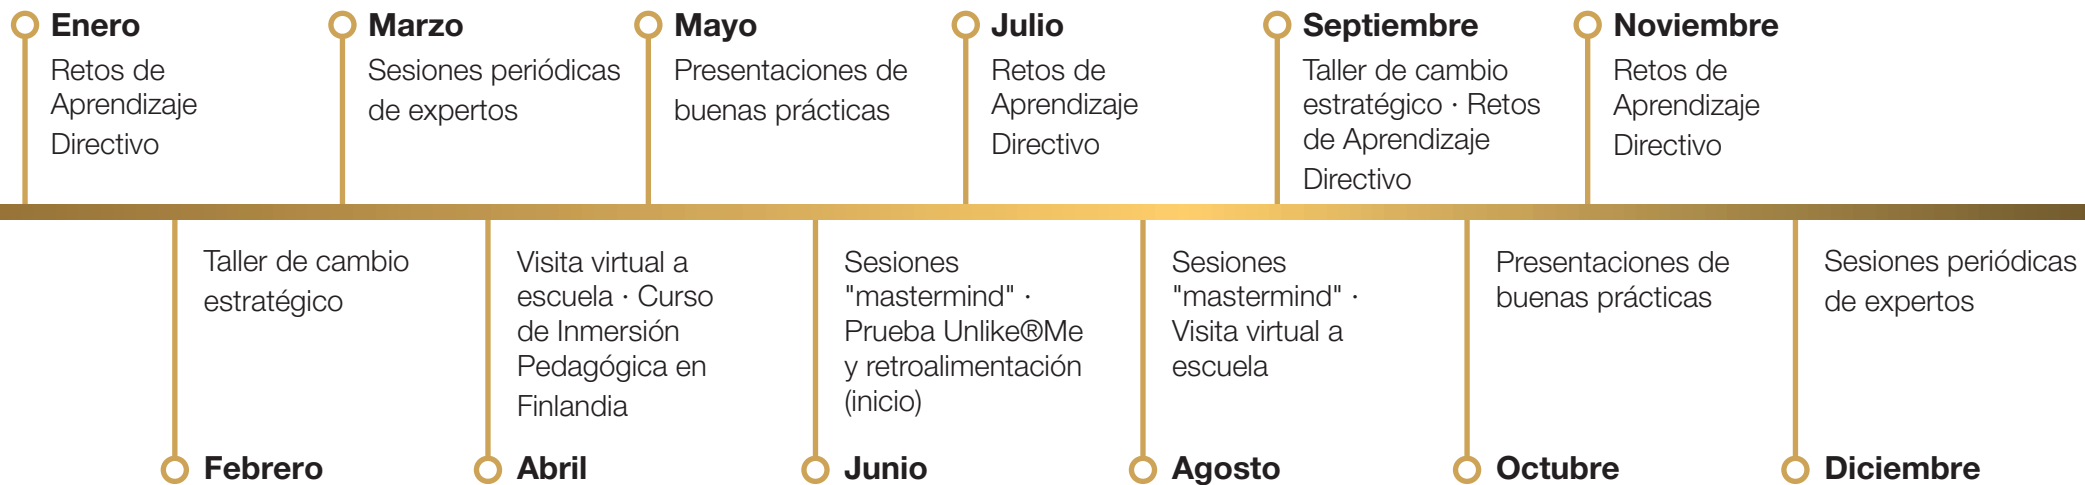 Enero
Retos de
Aprendizaje
Directivo
Marzo
Sesiones periódicas
de expertos
Mayo
Presentaciones de
buenas prácticas
Julio
Retos de
Aprendizaje
Directivo
Septiembre
Taller de cambio
estratégico · Retos
de Aprendizaje
Directivo
Noviembre
Retos de
Aprendizaje
Directivo
Taller de cambio
estratégico
Febrero
Visita virtual a
escuela · Curso
de Inmersión
Pedagógica en
Finlandia
Abril
Sesiones
"mastermind" ·
Prueba Unlike®Me
y retroalimentación
(inicio)
Junio
Sesiones
"mastermind" ·
Visita virtual a
escuela
Agosto
Presentaciones de
buenas prácticas
Octubre
Sesiones periódicas
de expertos
Diciembre